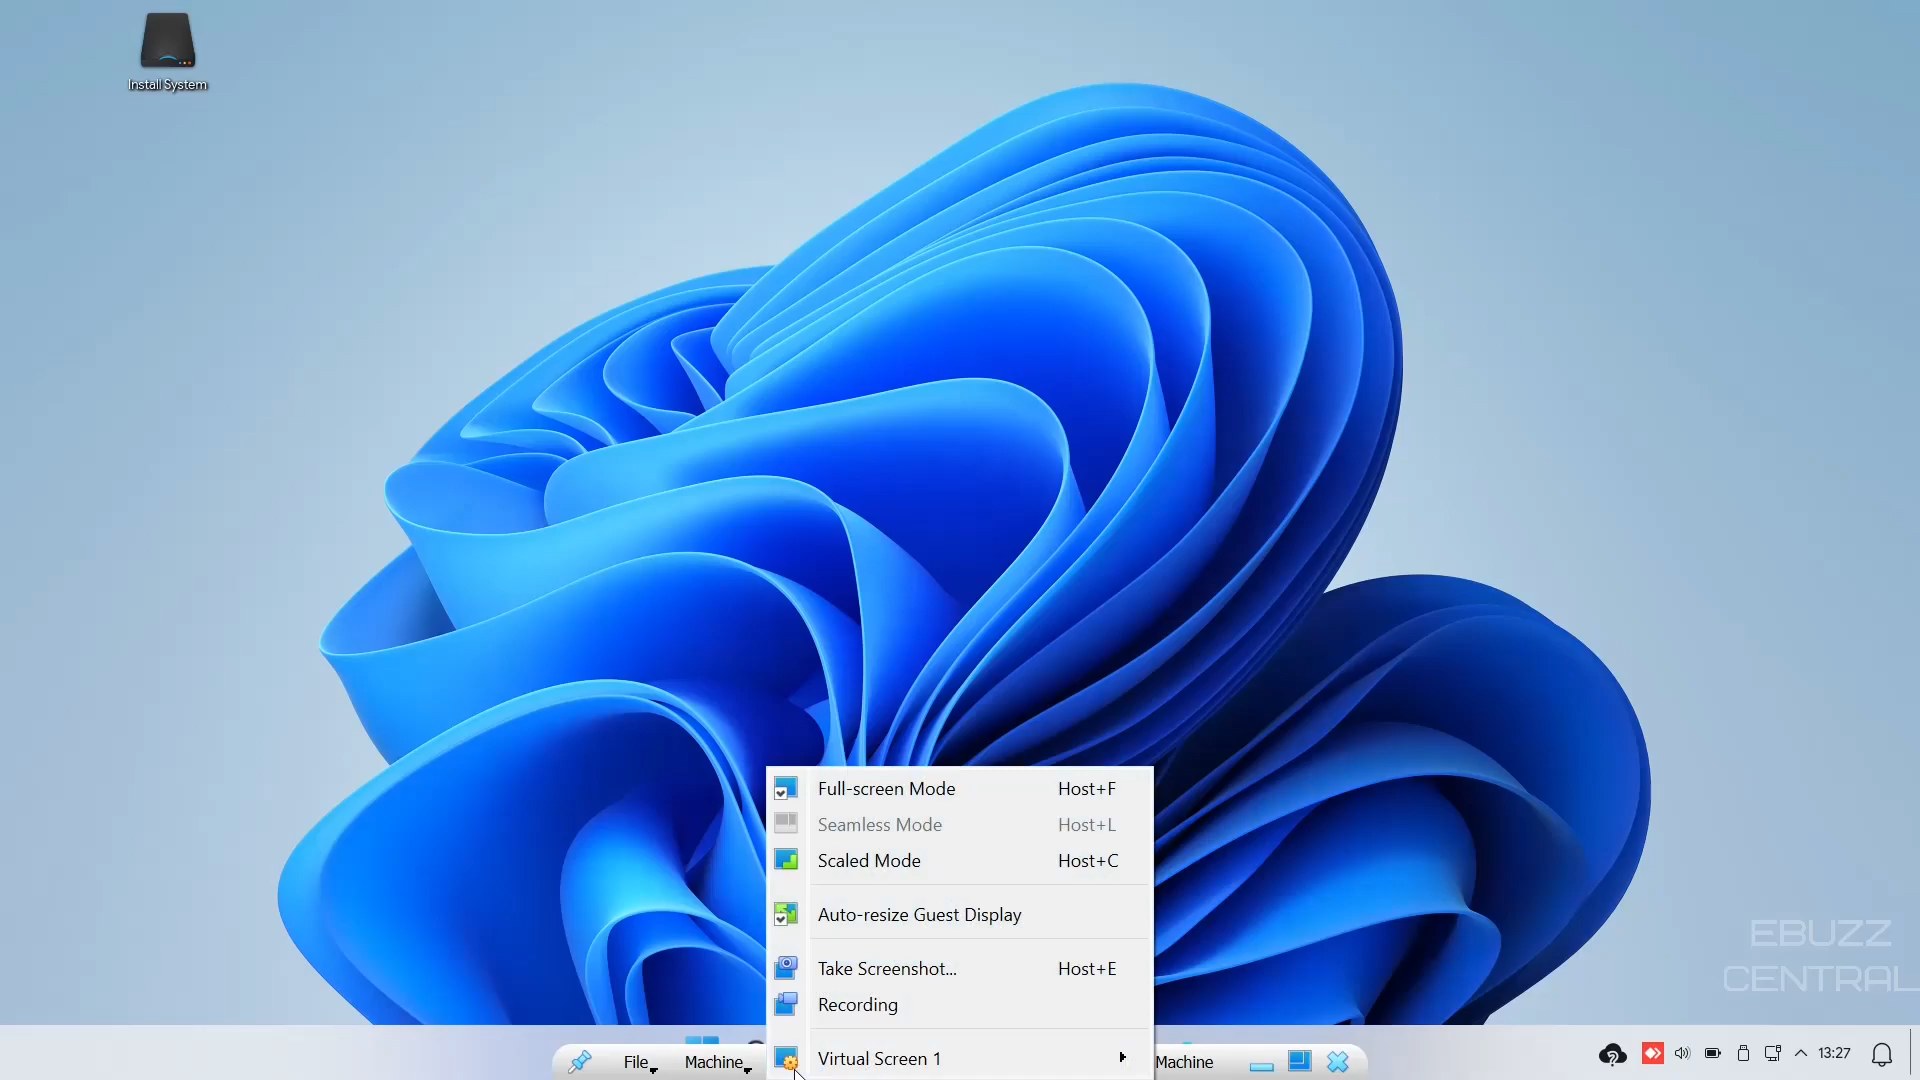 Install System
Full-screen Mode Host+F
Seamless Mode Host+L
Scaled Mode Host+C
Auto-resize Guest Display
Take Screenshot... Host+E
Recording
Virtual Screen 1
EBUZZ
CENTRAL
File Machine Machine 13:27